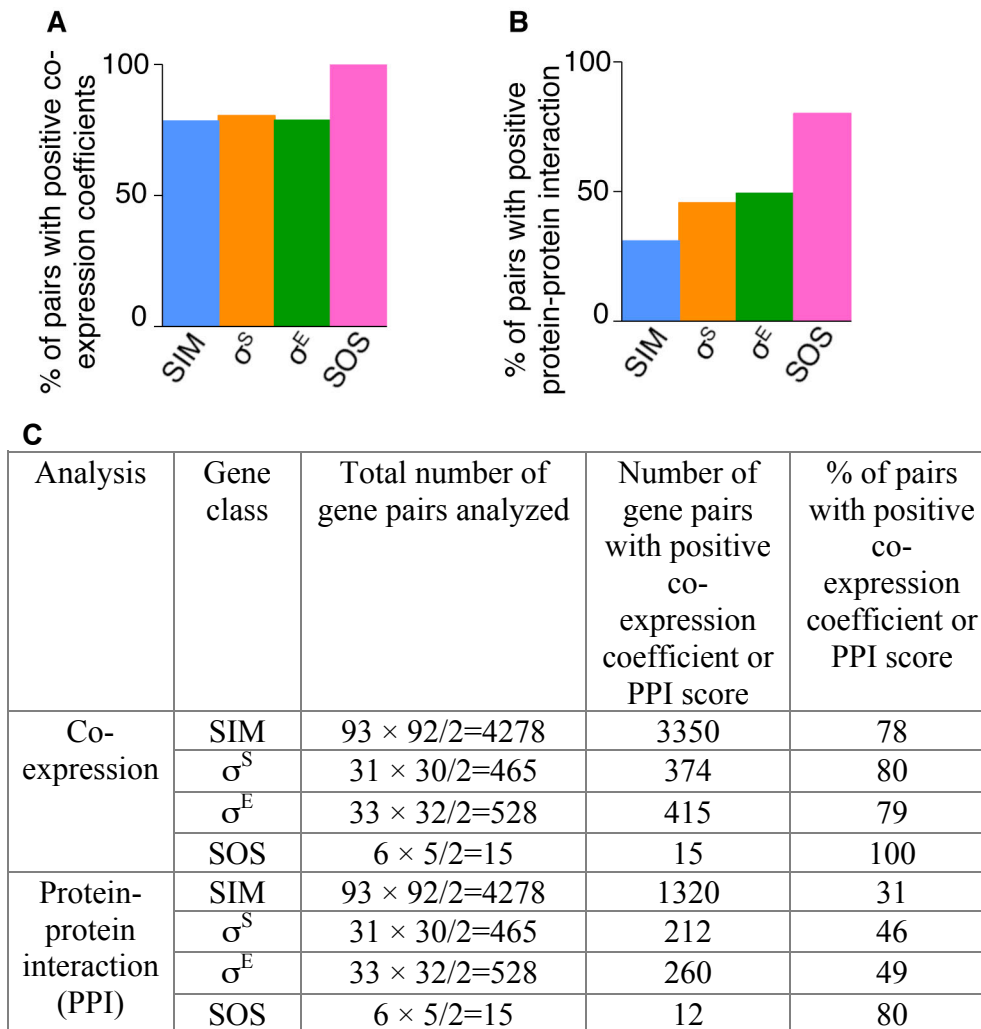 A
% of pairs with positive co-
expression coefficients
100
50
0
SIM
σS
σE
SOS
B
% of pairs with positive
protein-protein interaction
100
50
0
SIM
σS
σE
SOS
C
Analysis
Gene
class
Total number of
gene pairs analyzed
Number of
gene pairs
with positive
co-
expression
coefficient or
PPI score
% of pairs
with positive
co-
expression
coefficient or
PPI score
Co-
expression
SIM 93 × 92/2=4278 3350 78
σS 31 × 30/2=465 374 80
σE 33 × 32/2=528 415 79
SOS 6 × 5/2=15 15 100
Protein-
protein
interaction
(PPI)
SIM 93 × 92/2=4278 1320 31
σS 31 × 30/2=465 212 46
σE 33 × 32/2=528 260 49
SOS 6 × 5/2=15 12 80